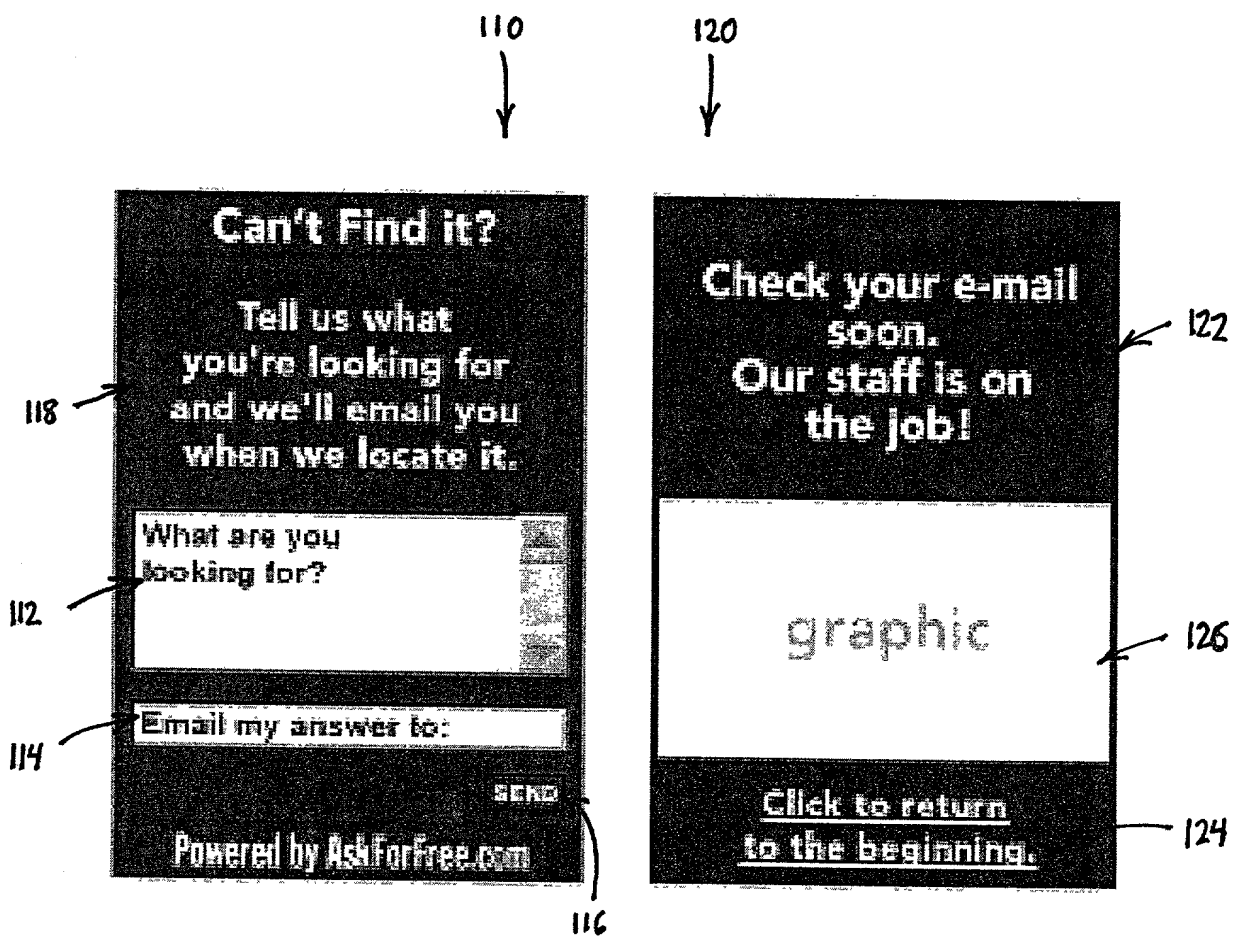 110
120
Can't Find it?
Tell us what
you're looking for
and we'll email you
when we locate it.
118
What are you
looking for?
112
Email my answer to:
114
SEND
116
Powered by AskForFree.com
Check your e-mail
soon.
Our staff is on
the job!
122
graphic
126
Click to return
to the beginning.
124